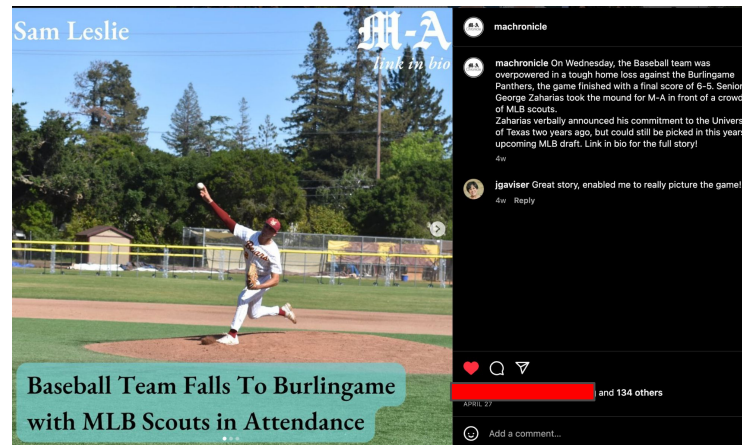 Sam Leslie
M-A
link in bio
Baseball Team Falls To Burlingame
with MLB Scouts in Attendance
machronicle
machronicle On Wednesday, the Baseball team was
overpowered in a tough home loss against the Burlingame
Panthers, the game finished with a final score of 6-5. Senior
George Zaharias took the mound for M-A in front of a crowd
of MLB scouts.
Zaharias verbally announced his commitment to the Univers
of Texas two years ago, but could still be picked in this years
upcoming MLB draft. Link in bio for the full story!
4w
jgaviser Great story, enabled me to really picture the game!
4w Reply
and 134 others
APRIL 27
Add a comment...